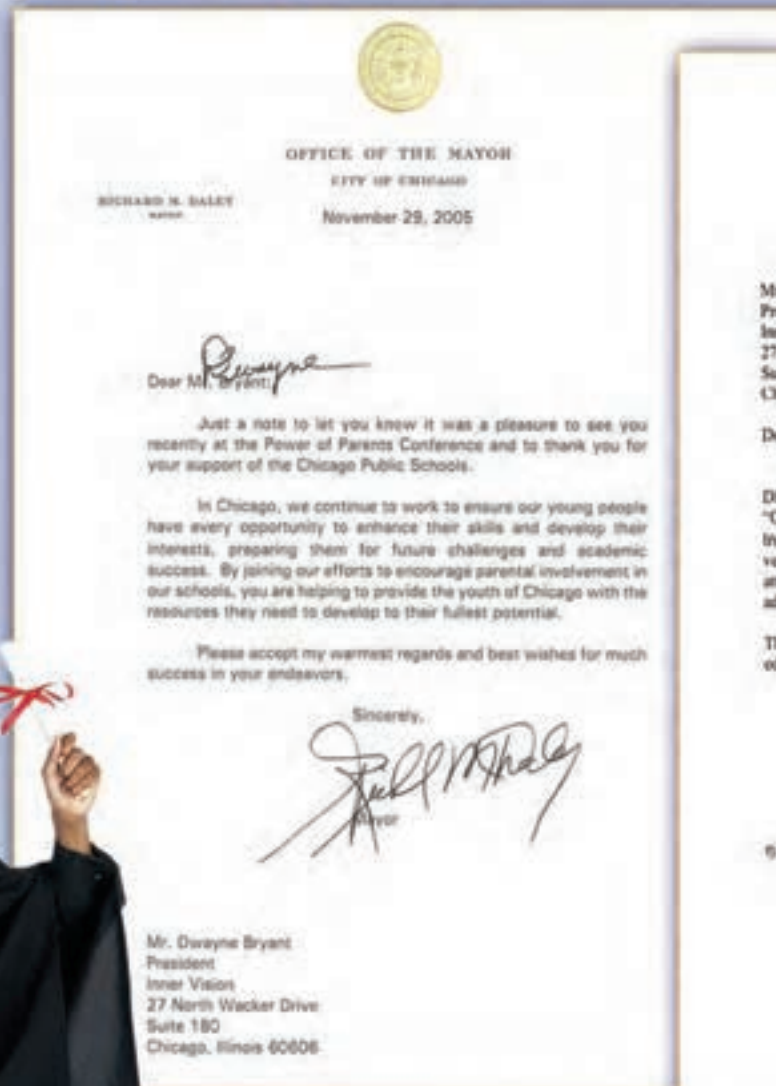 OFFICE OF THE MAYOR
CITY OF CHICAGO
RICHARD M. DALEY
MAYOR
November 29, 2005
Dwayne
Dear Mr. Bryant:
Just a note to let you know it was a pleasure to see you
recently at the Power of Parents Conference and to thank you for
your support of the Chicago Public Schools.
In Chicago, we continue to work to ensure our young people
have every opportunity to enhance their skills and develop their
interests, preparing them for future challenges and academic
success. By joining our efforts to encourage parental involvement in
our schools, you are helping to provide the youth of Chicago with the
resources they need to develop to their fullest potential.
Please accept my warmest regards and best wishes for much
success in your endeavors.
Sincerely,
Mayor
Mr. Dwayne Bryant
President
Inner Vision
27 North Wacker Drive
Suite 180
Chicago, Illinois 60606